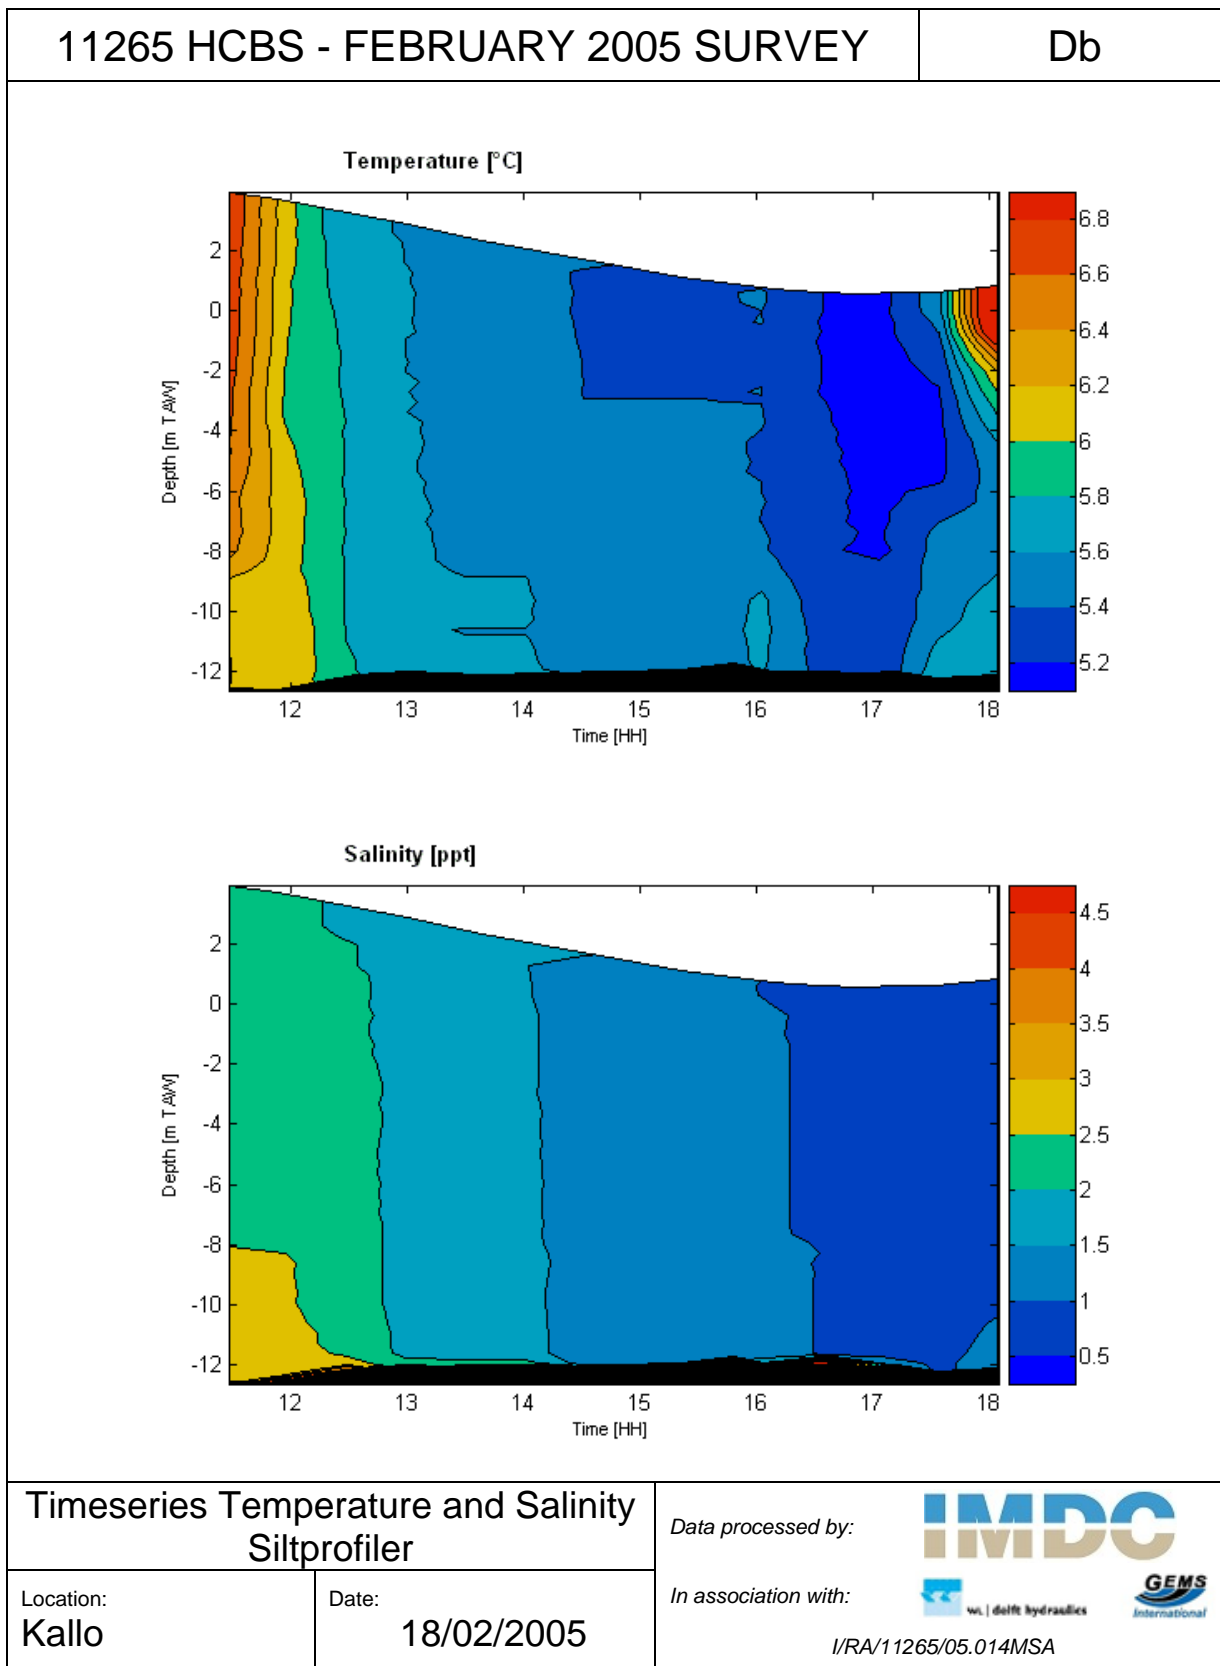 11265 HCBS - FEBRUARY 2005 SURVEY
Db
Temperature [°C]
2
0
-2
-4
-6
-8
-10
-12
Depth [m TAW]
12 13 14 15 16 17 18
Time [HH]
6.8
6.6
6.4
6.2
6
5.8
5.6
5.4
5.2
Salinity [ppt]
2
0
-2
-4
-6
-8
-10
-12
Depth [m TAW]
12 13 14 15 16 17 18
Time [HH]
4.5
4
3.5
3
2.5
2
1.5
1
0.5
Timeseries Temperature and Salinity
Siltprofiler
Location:
Kallo
Date:
18/02/2005
Data processed by:
IMDC
In association with:
wL | delft hydraulics
GEMS
International
I/RA/11265/05.014MSA